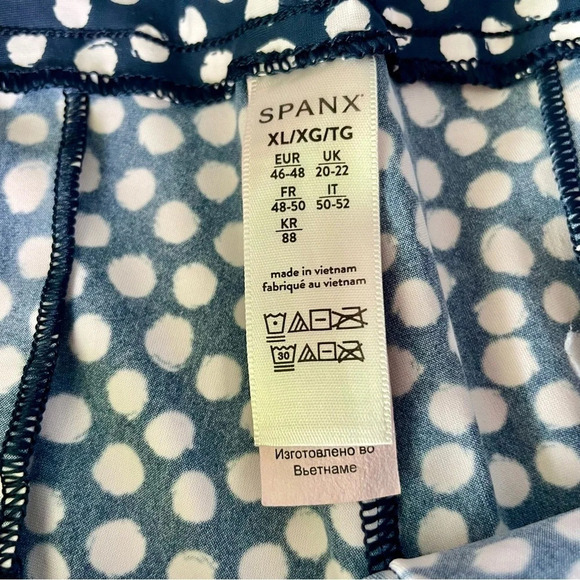 SPANX
XL/XG/TG
EUR UK
46-48 20-22
FR IT
48-50 50-52
KR
88
made in vietnam
fabriqué au vietnam
30
Изготовлено во
Вьетнаме